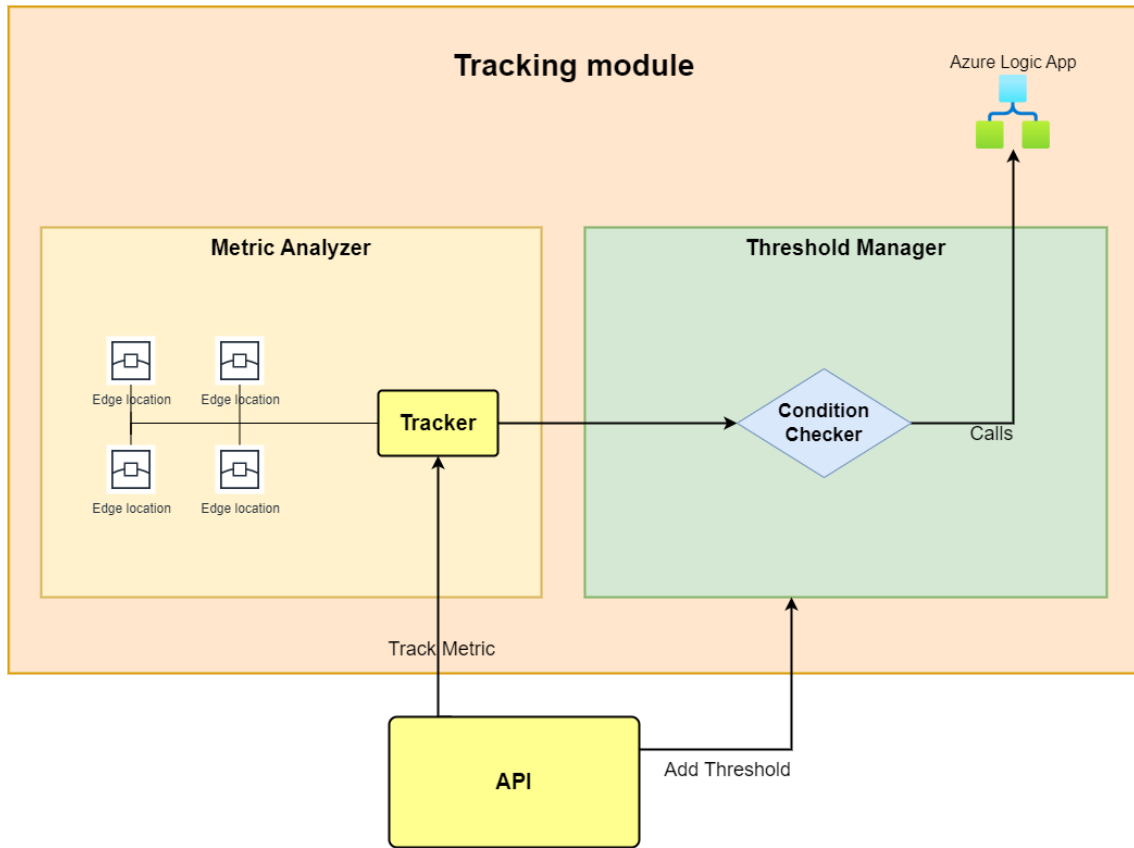 Tracking module
Azure Logic App
Metric Analyzer
Threshold Manager
Edge location
Edge location
Tracker
Condition
Checker
Calls
Edge location
Edge location
Track Metric
Add Threshold
API